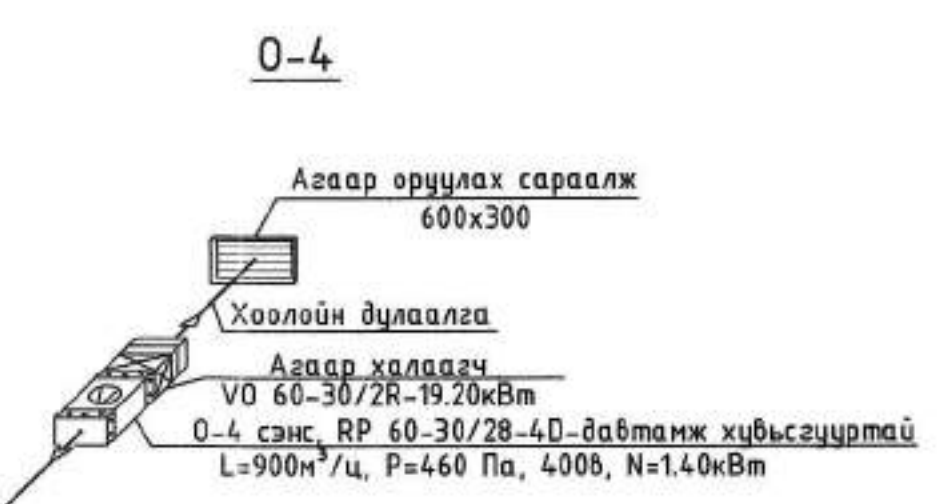 О-4
Агаар оруулах сараалж
600x300
Хоолойн дулаалга
Агаар халаагч
VO 60-30/2R-19.20кВт
О-4 сэнс, RP 60-30/28-4D-давтамж хувьсгууртай
L=900м³/ц, P=460 Па, 400в, N=1.40кВт